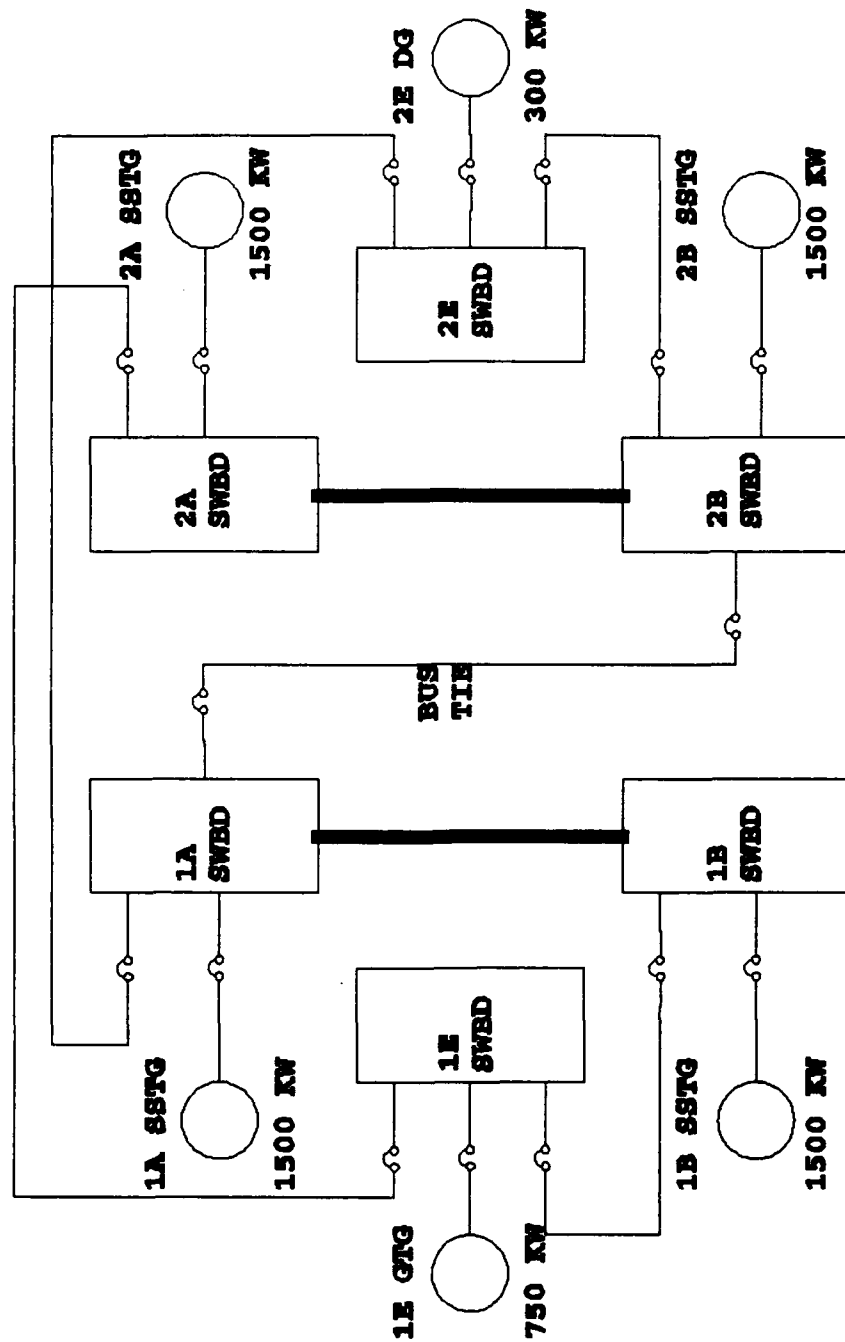 1A SSTG
1500 KW
1A
SWBD
2A
SWBD
2A SSTG
1500 KW
1E GTG
750 KW
1E
SWBD
BUS
TIE
2E
SWBD
2E DG
300 KW
1B SSTG
1500 KW
1B
SWBD
2B
SWBD
2B SSTG
1500 KW